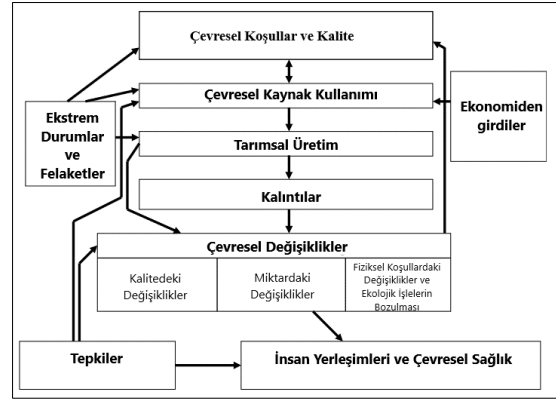 Çevresel Koşullar ve Kalite
Çevresel Kaynak Kullanımı
Ekstrem
Durumlar
ve
Felaketler
Ekonomiden
girdiler
Tarımsal Üretim
Kalıntılar
Çevresel Değişiklikler
Kalitedeki
Değişiklikler
Miktardaki
Değişiklikler
Fiziksel Koşullardaki
Değişiklikler ve
Ekolojik İşlelerin
Bozulması
Tepkiler
İnsan Yerleşimleri ve Çevresel Sağlık